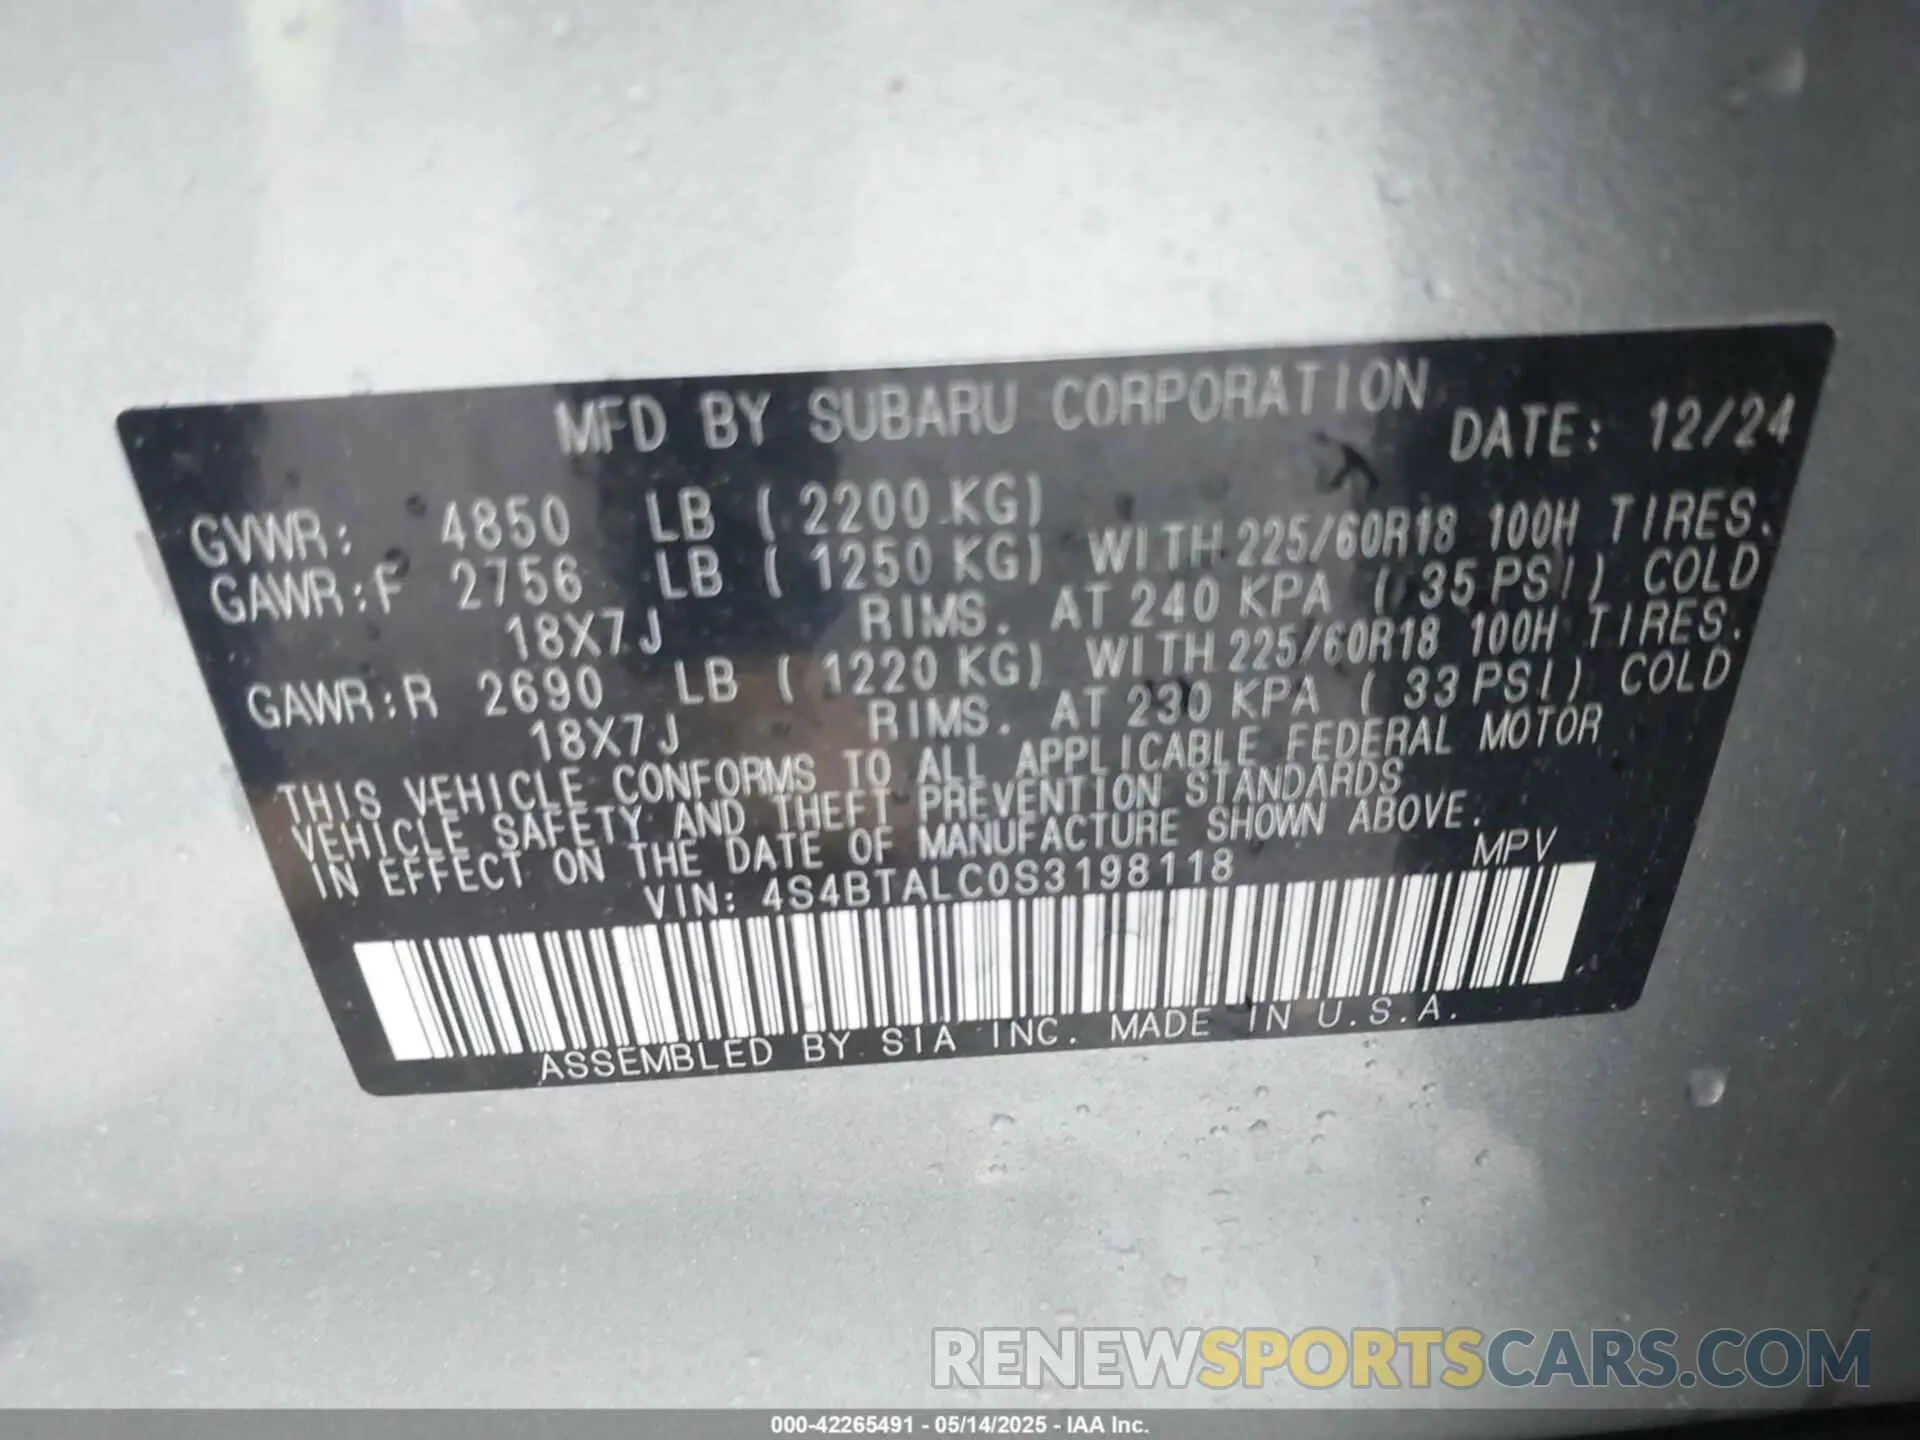 MFD BY SUBARU CORPORATION DATE: 12/24
GVWR: 4850 LB ( 2200 KG)
GAWR:F 2756 LB ( 1250 KG) WITH 225/60R18 100H TIRES.
18X7J RIMS. AT 240 KPA ( 35 PSI) COLD
GAWR:R 2690 LB ( 1220 KG) WITH 225/60R18 100H TIRES.
18X7J RIMS. AT 230 KPA ( 33 PSI) COLD
THIS VEHICLE CONFORMS TO ALL APPLICABLE FEDERAL MOTOR
VEHICLE SAFETY AND THEFT PREVENTION STANDARDS
IN EFFECT ON THE DATE OF MANUFACTURE SHOWN ABOVE.
VIN: 4S4BTALC0S3198118 MPV
ASSEMBLED BY SIA INC. MADE IN U.S.A.
RENEWSPORTSCARS.COM
000-42265491 - 05/14/2025 - IAA Inc.